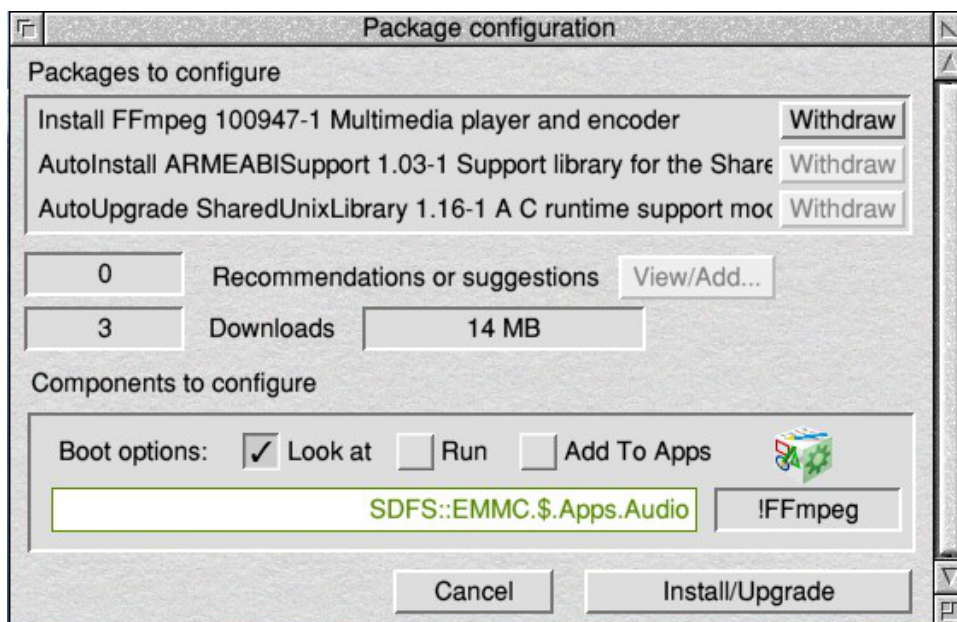 Package configuration
Packages to configure
Install FFmpeg 100947-1 Multimedia player and encoder Withdraw
AutoInstall ARMEABISupport 1.03-1 Support library for the Share Withdraw
AutoUpgrade SharedUnixLibrary 1.16-1 A C runtime support moc Withdraw
0 Recommendations or suggestions View/Add...
3 Downloads 14 MB
Components to configure
Boot options: Look at Run Add To Apps
SDFS::EMMC.$.Apps.Audio !FFmpeg
Cancel Install/Upgrade